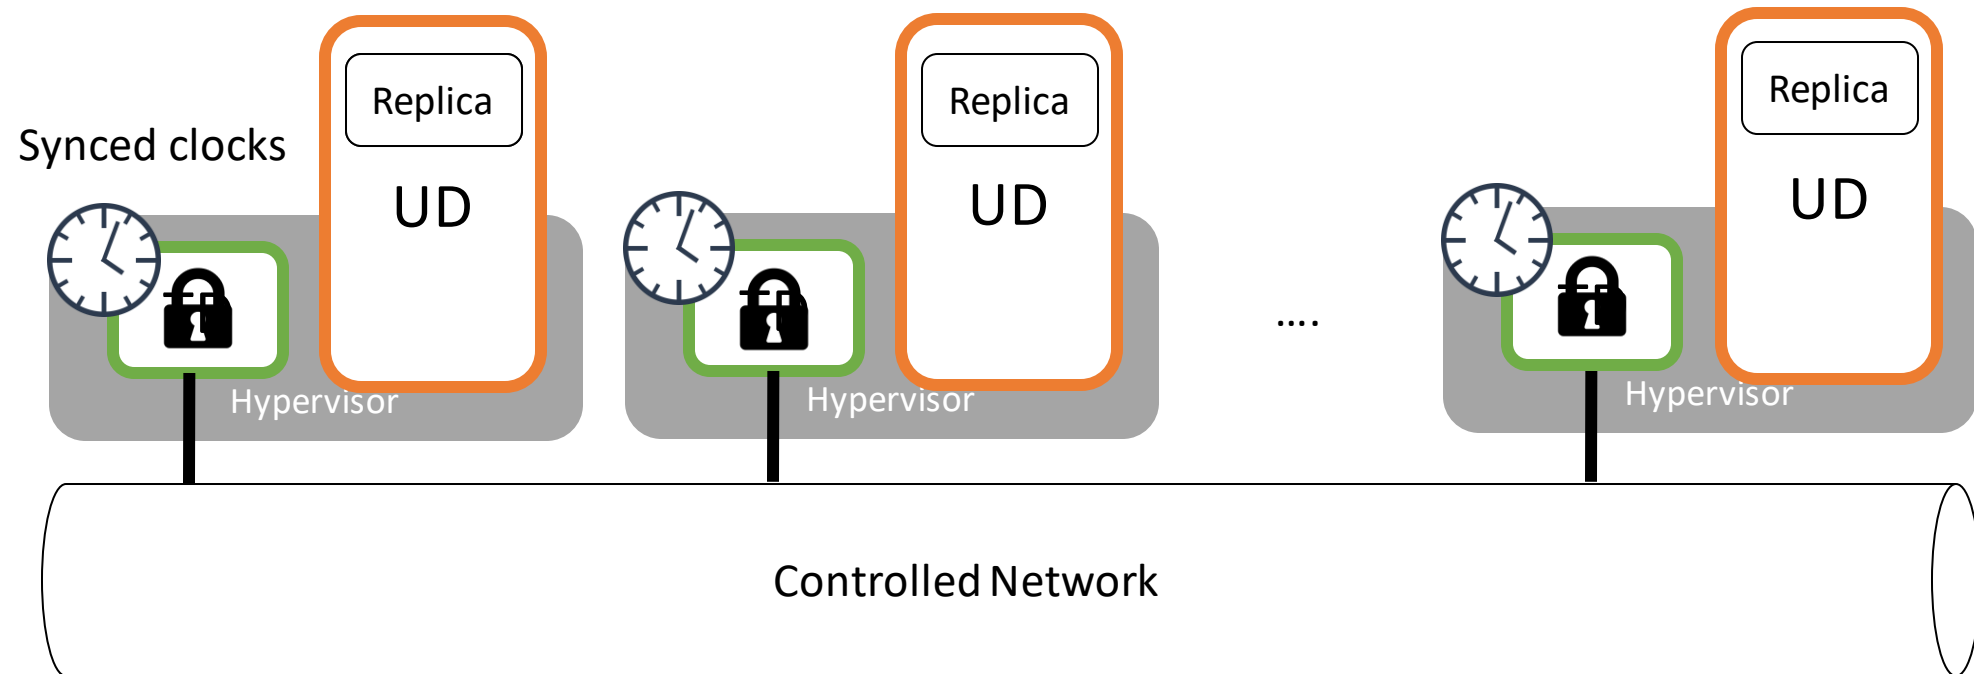 Replica
Replica
Replica
Synced clocks
UD
UD
UD
....
Hypervisor
Hypervisor
Hypervisor
Controlled Network